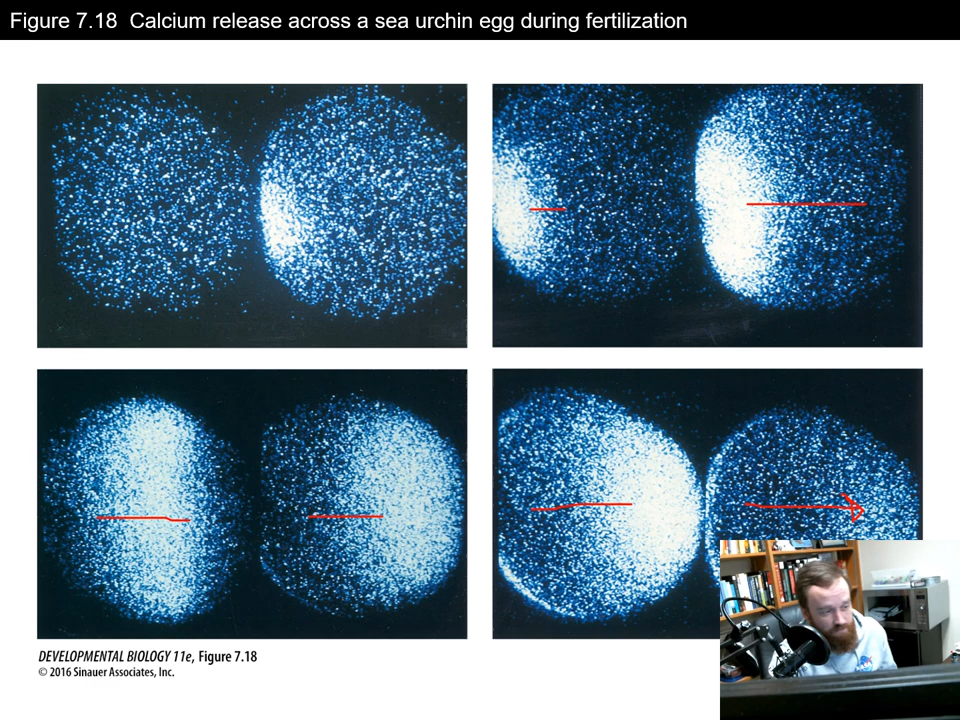 Figure 7.18 Calcium release across a sea urchin egg during fertilization
DEVELOPMENTAL BIOLOGY 11e, Figure 7.18
© 2016 Sinauer Associates, Inc.